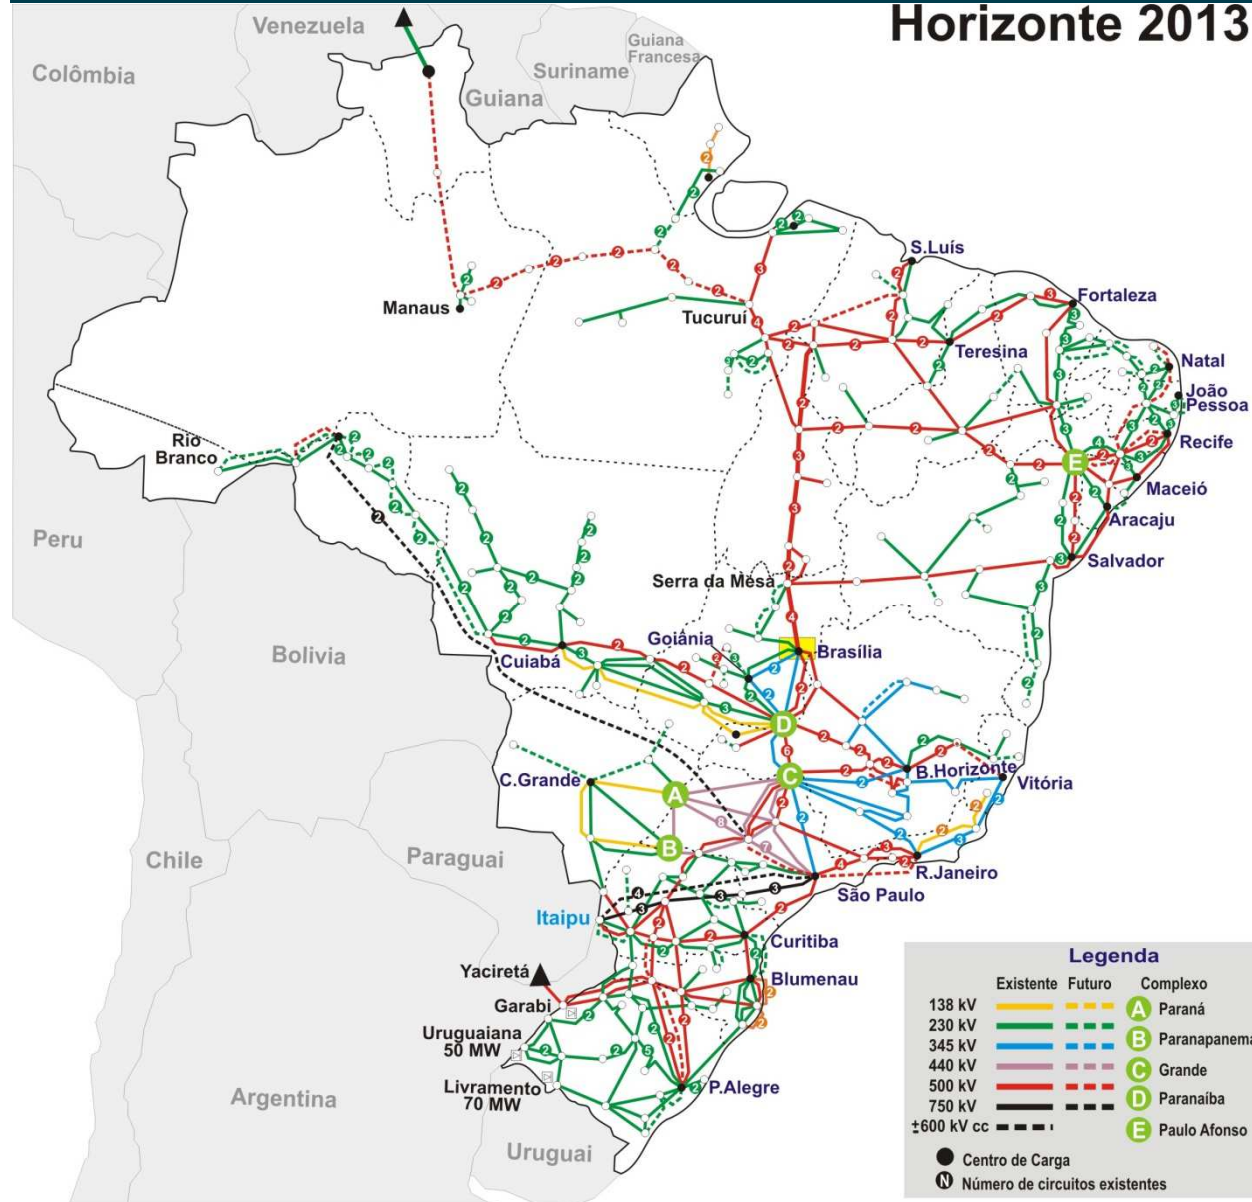 Horizonte 2013
Venezuela
Guiana
Francesa
Colômbia
Suriname
Guiana
S.Luís
Manaus
Tucuruí
Fortaleza
Teresina
Natal
João
Pessoa
Rio
Branco
Recife
E
Maceió
Aracaju
Peru
Salvador
Serra da Mesa
Goiânia
Brasília
Bolivia
Cuiabá
D
C.Grande
A
C
B.Horizonte
Vitória
B
Chile
Paraguai
R.Janeiro
São Paulo
Itaipu
Curitiba
Yaciretá
Blumenau
Garabi
Uruguaiana
50 MW
Livramento
70 MW
P.Alegre
Argentina
Uruguai
Legenda
Existente Futuro Complexo
138 kV A Paraná
230 kV B Paranapanema
345 kV
440 kV C Grande
500 kV D Paranaíba
750 kV
±600 kV cc E Paulo Afonso
Centro de Carga
N Número de circuitos existentes